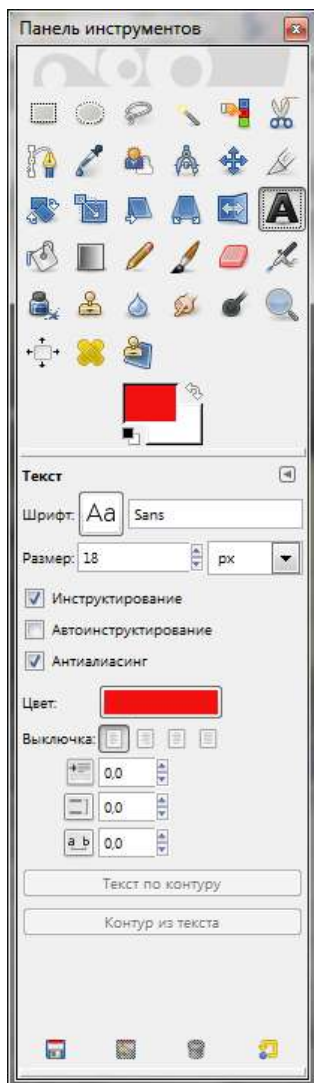 Панель инструментов
A
Текст
Шрифт: Aa Sans
Размер: 18 px
Инструктирование
Автоинструктирование
Антиалиасинг
Цвет:
Выключка:
0,0
0,0
a b 0,0
Текст по контуру
Контур из текста